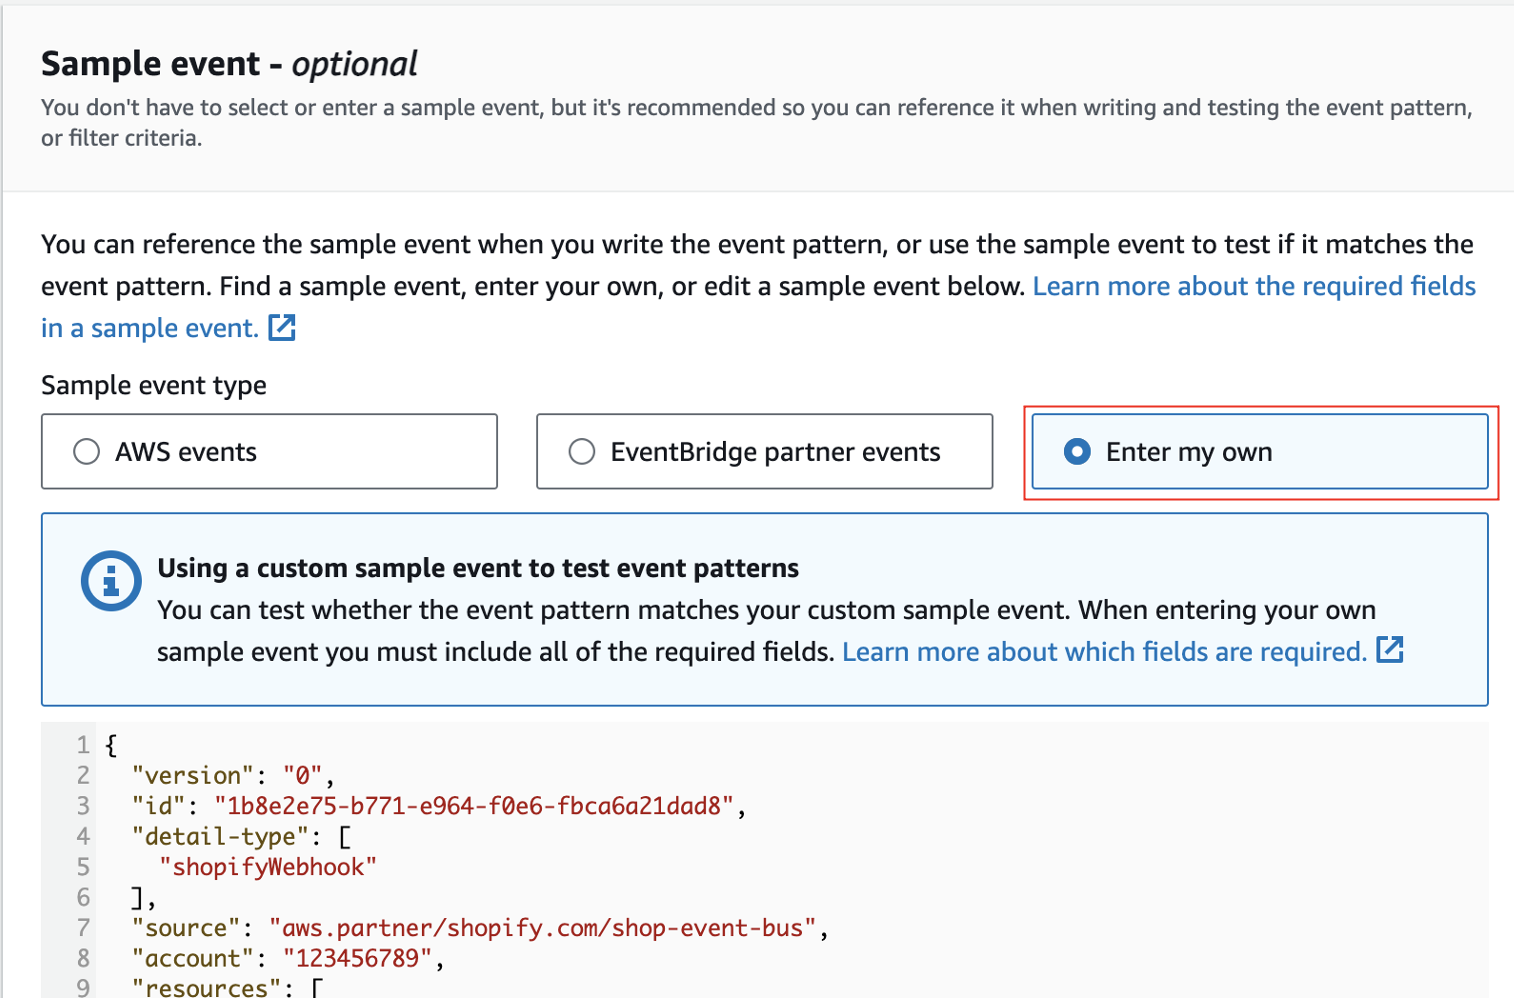 Sample event - optional
You don't have to select or enter a sample event, but it's recommended so you can reference it when writing and testing the event pattern,
or filter criteria.
You can reference the sample event when you write the event pattern, or use the sample event to test if it matches the
event pattern. Find a sample event, enter your own, or edit a sample event below. Learn more about the required fields
in a sample event.
Sample event type
AWS events
EventBridge partner events
Enter my own
Using a custom sample event to test event patterns
You can test whether the event pattern matches your custom sample event. When entering your own
sample event you must include all of the required fields. Learn more about which fields are required.
1 {
2   "version": "0",
3   "id": "1b8e2e75-b771-e964-f0e6-fbca6a21dad8",
4   "detail-type": [
5     "shopifyWebhook"
6   ],
7   "source": "aws.partner/shopify.com/shop-event-bus",
8   "account": "123456789",
9   "resources": [